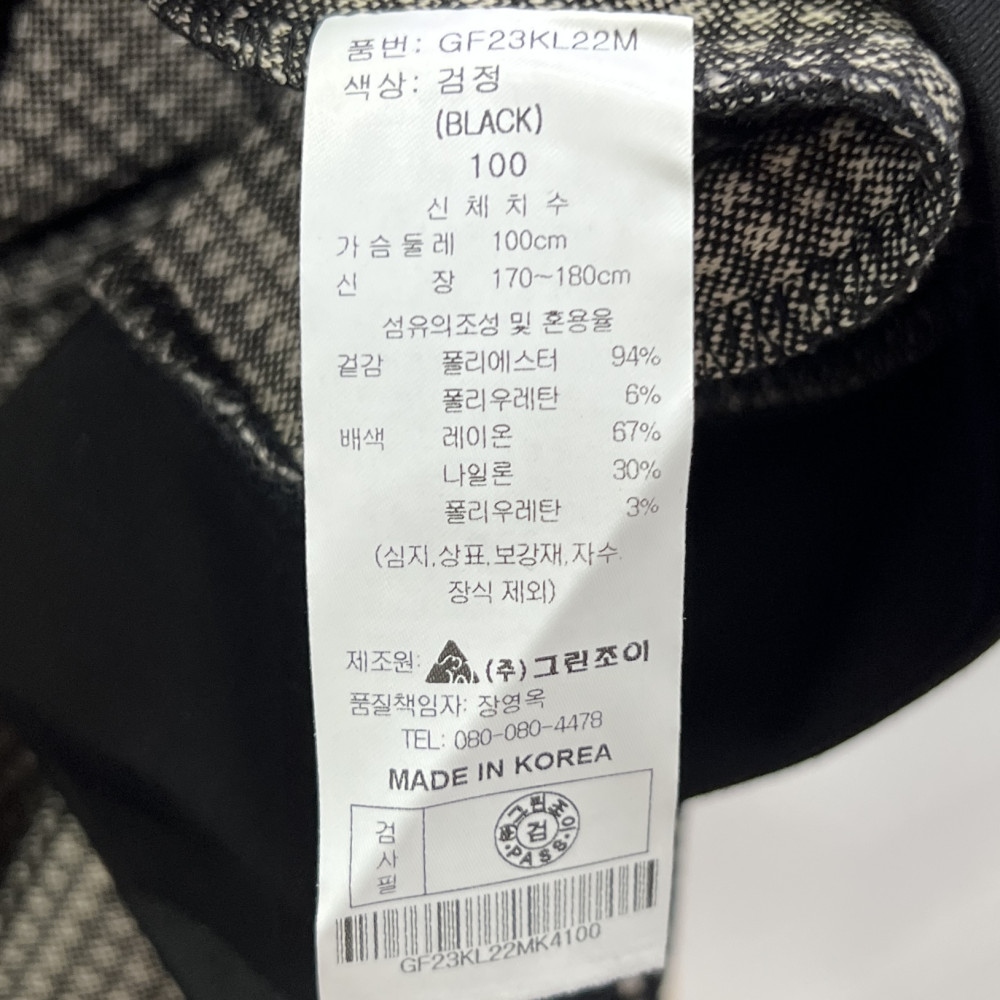 품번: GF23KL22M
색상: 검정
(BLACK)
100
신 체 치 수
가슴둘레 100cm
신 장 170~180cm
섬유의조성 및 혼용율
겉감 폴리에스터 94%
폴리우레탄 6%
배색 레이온 67%
나일론 30%
폴리우레탄 3%
(심지,상표,보강재,자수.
장식 제외)
제조원: (주)그린조이
품질책임자: 장영옥
TEL: 080-080-4478
MADE IN KOREA
검사필
㈜그린조이
검
PASS
GF23KL22MK4100